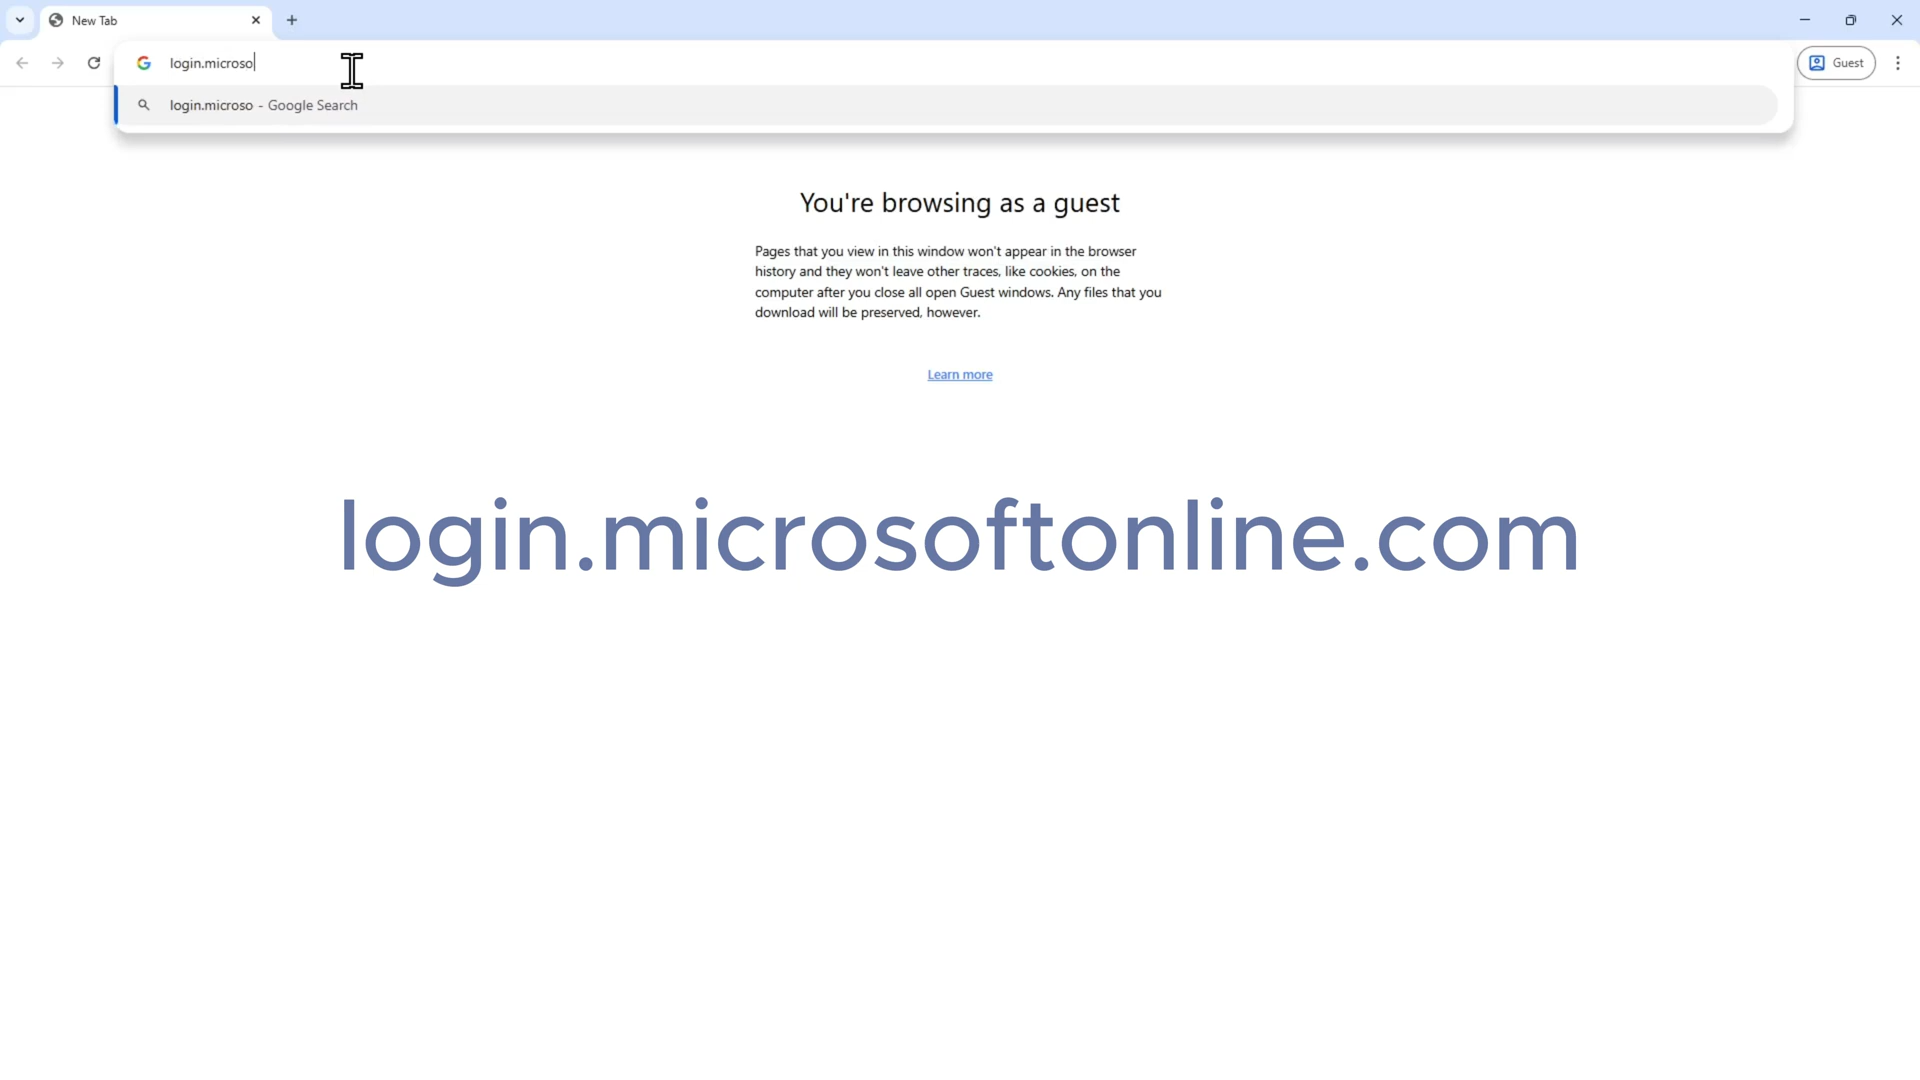 New Tab
login.microso
Guest
login.microso - Google Search
You're browsing as a guest
Pages that you view in this window won't appear in the browser
history and they won't leave other traces, like cookies, on the
computer after you close all open Guest windows. Any files that you
download will be preserved, however.
Learn more
login.microsoftonline.com